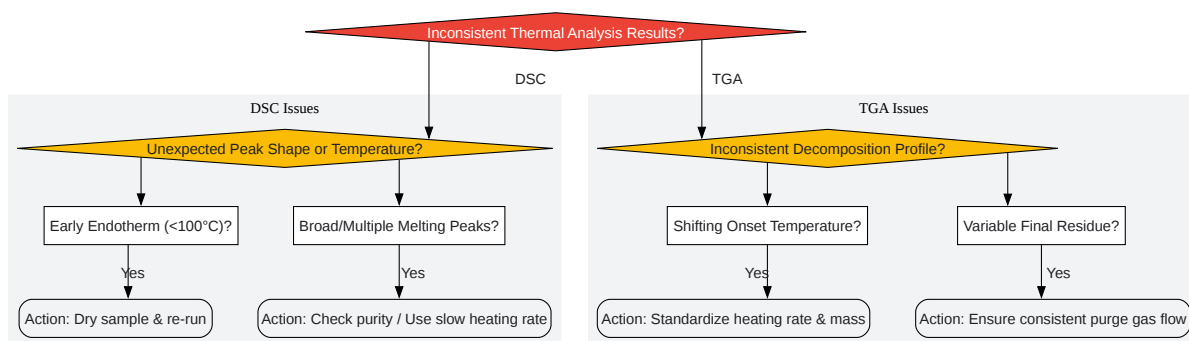 Inconsistent Thermal Analysis Results?
DSC
TGA
DSC Issues
TGA Issues
Unexpected Peak Shape or Temperature?
Inconsistent Decomposition Profile?
Early Endotherm (<100°C)?
Broad/Multiple Melting Peaks?
Shifting Onset Temperature?
Variable Final Residue?
Yes
Yes
Yes
Yes
Action: Dry sample & re-run
Action: Check purity / Use slow heating rate
Action: Standardize heating rate & mass
Action: Ensure consistent purge gas flow